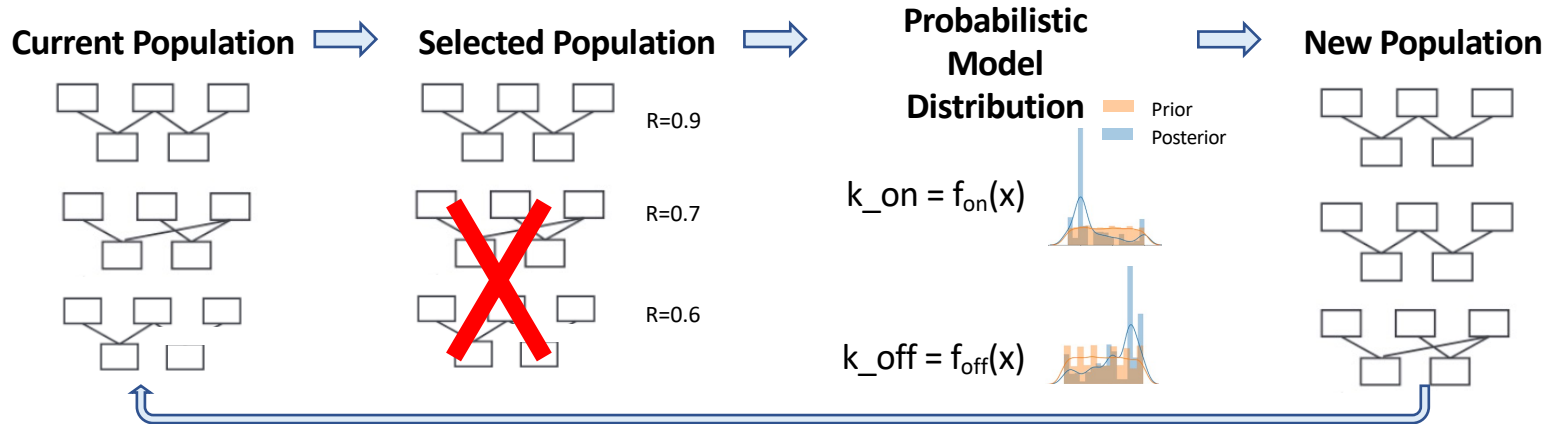 Current Population
Selected Population
Probabilistic
Model
Distribution
New Population
Prior
Posterior
R=0.9
R=0.7
R=0.6
k_on = fon(x)
k_off = foff(x)